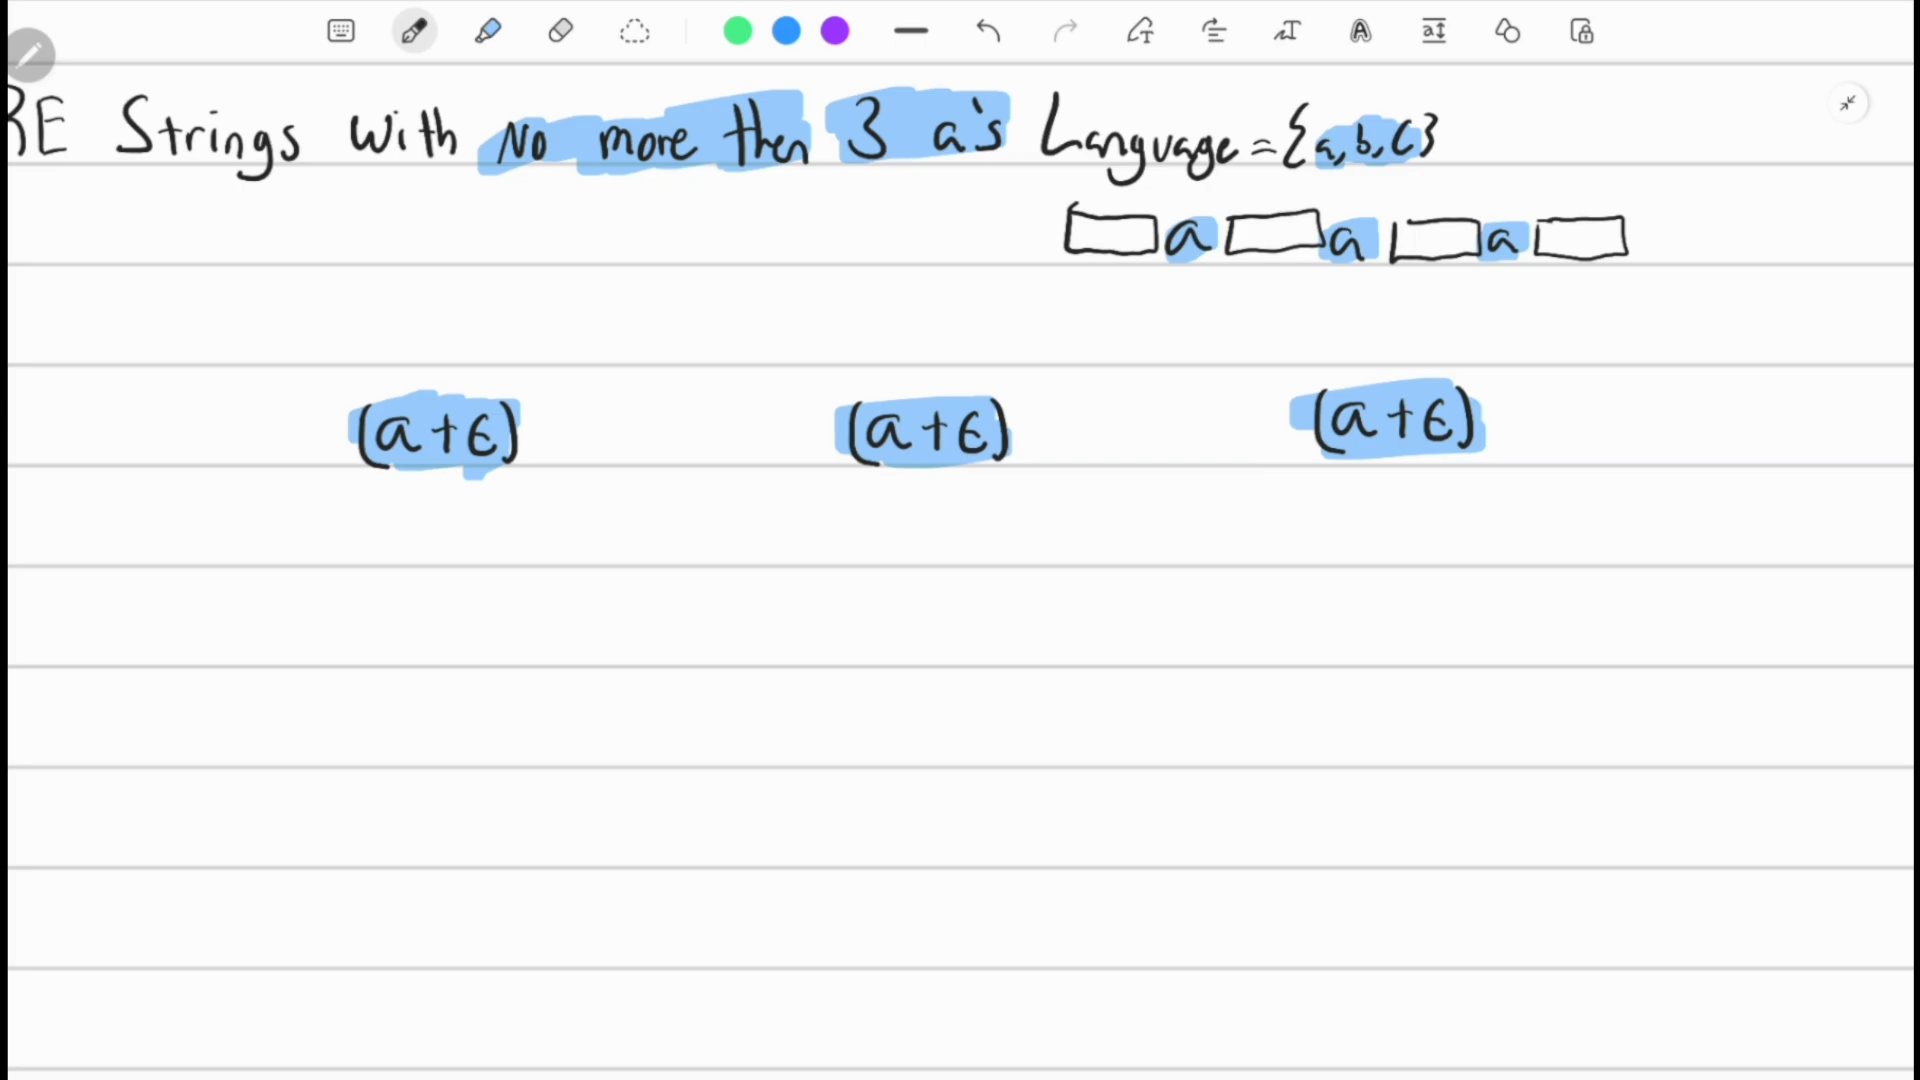 RE Strings with No more then 3 a's Language = {a, b, c}
a a a
(a+ϵ) (a+ϵ) (a+ϵ)